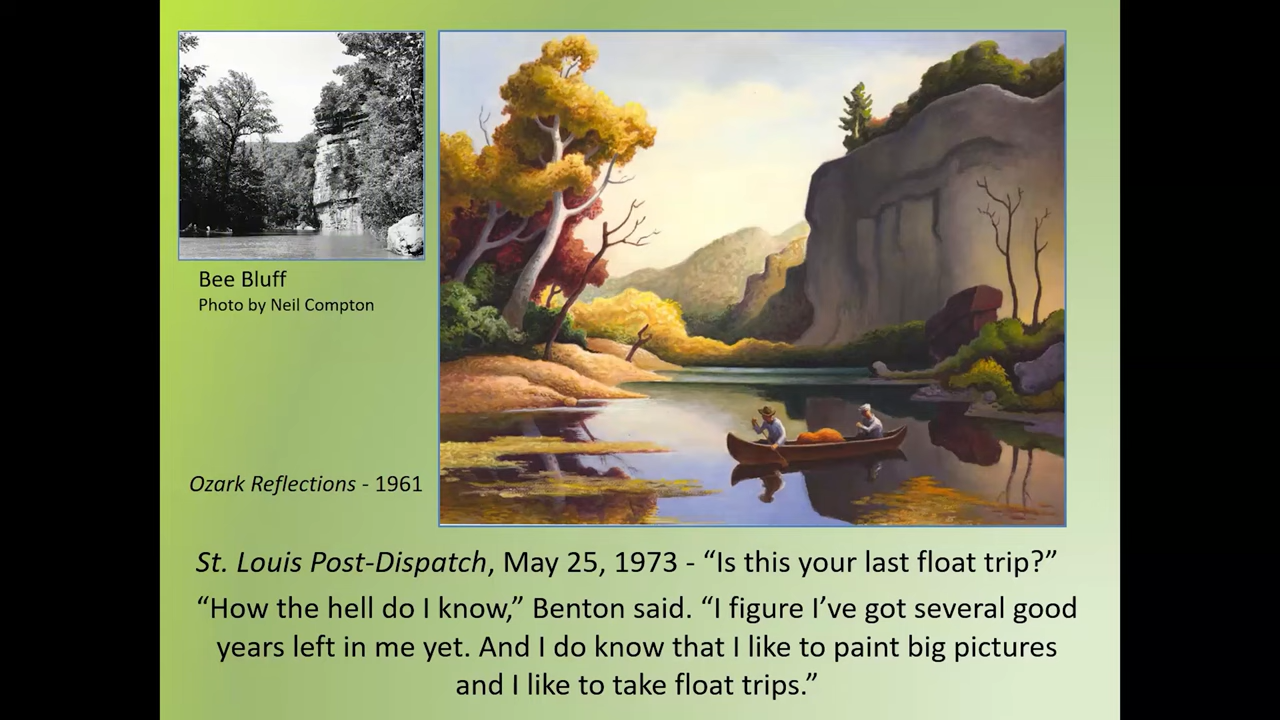 Bee Bluff
Photo by Neil Compton
Ozark Reflections - 1961
St. Louis Post-Dispatch, May 25, 1973 - “Is this your last float trip?”
“How the hell do I know,” Benton said. “I figure I’ve got several good
years left in me yet. And I do know that I like to paint big pictures
and I like to take float trips.”